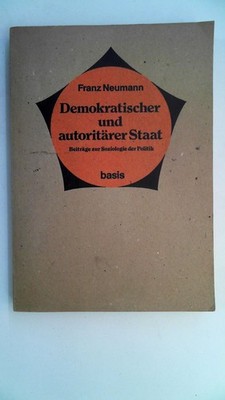 Franz Neumann
Demokratischer
und
autoritärer Staat
Beiträge zur Soziologie der Politik
basis